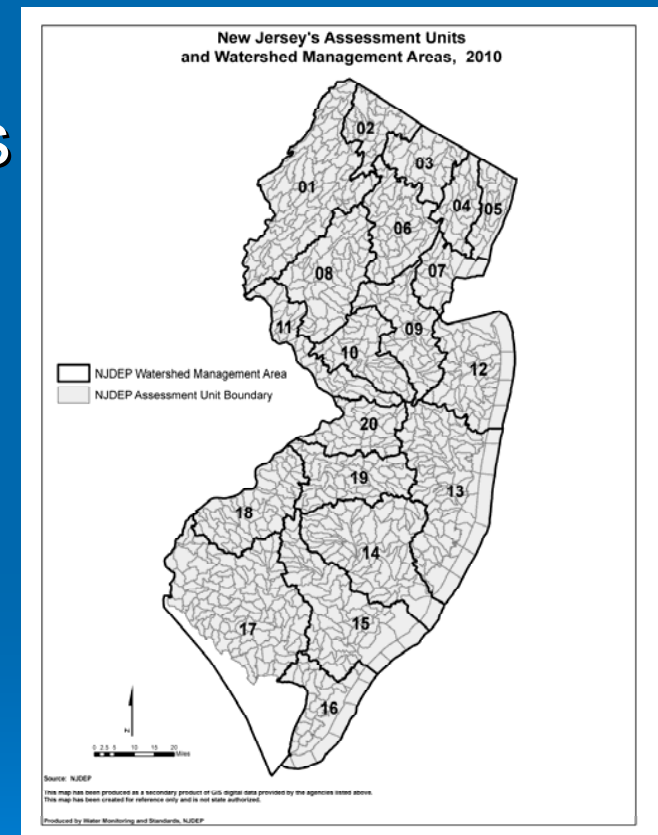 s
New Jersey's Assessment Units
and Watershed Management Areas, 2010
02
03
01
04
05
06
07
08
11
09
10
12
20
19
13
18
14
15
17
16
NJDEP Watershed Management Area
NJDEP Assessment Unit Boundary
N
0 2.5 5 10 15 20
Miles
Source: NJDEP
This map has been produced as a secondary product of GIS digital data provided by the agencies listed above.
This map has been created for reference only and is not state authorized.
Produced by Water Monitoring and Standards, NJDEP